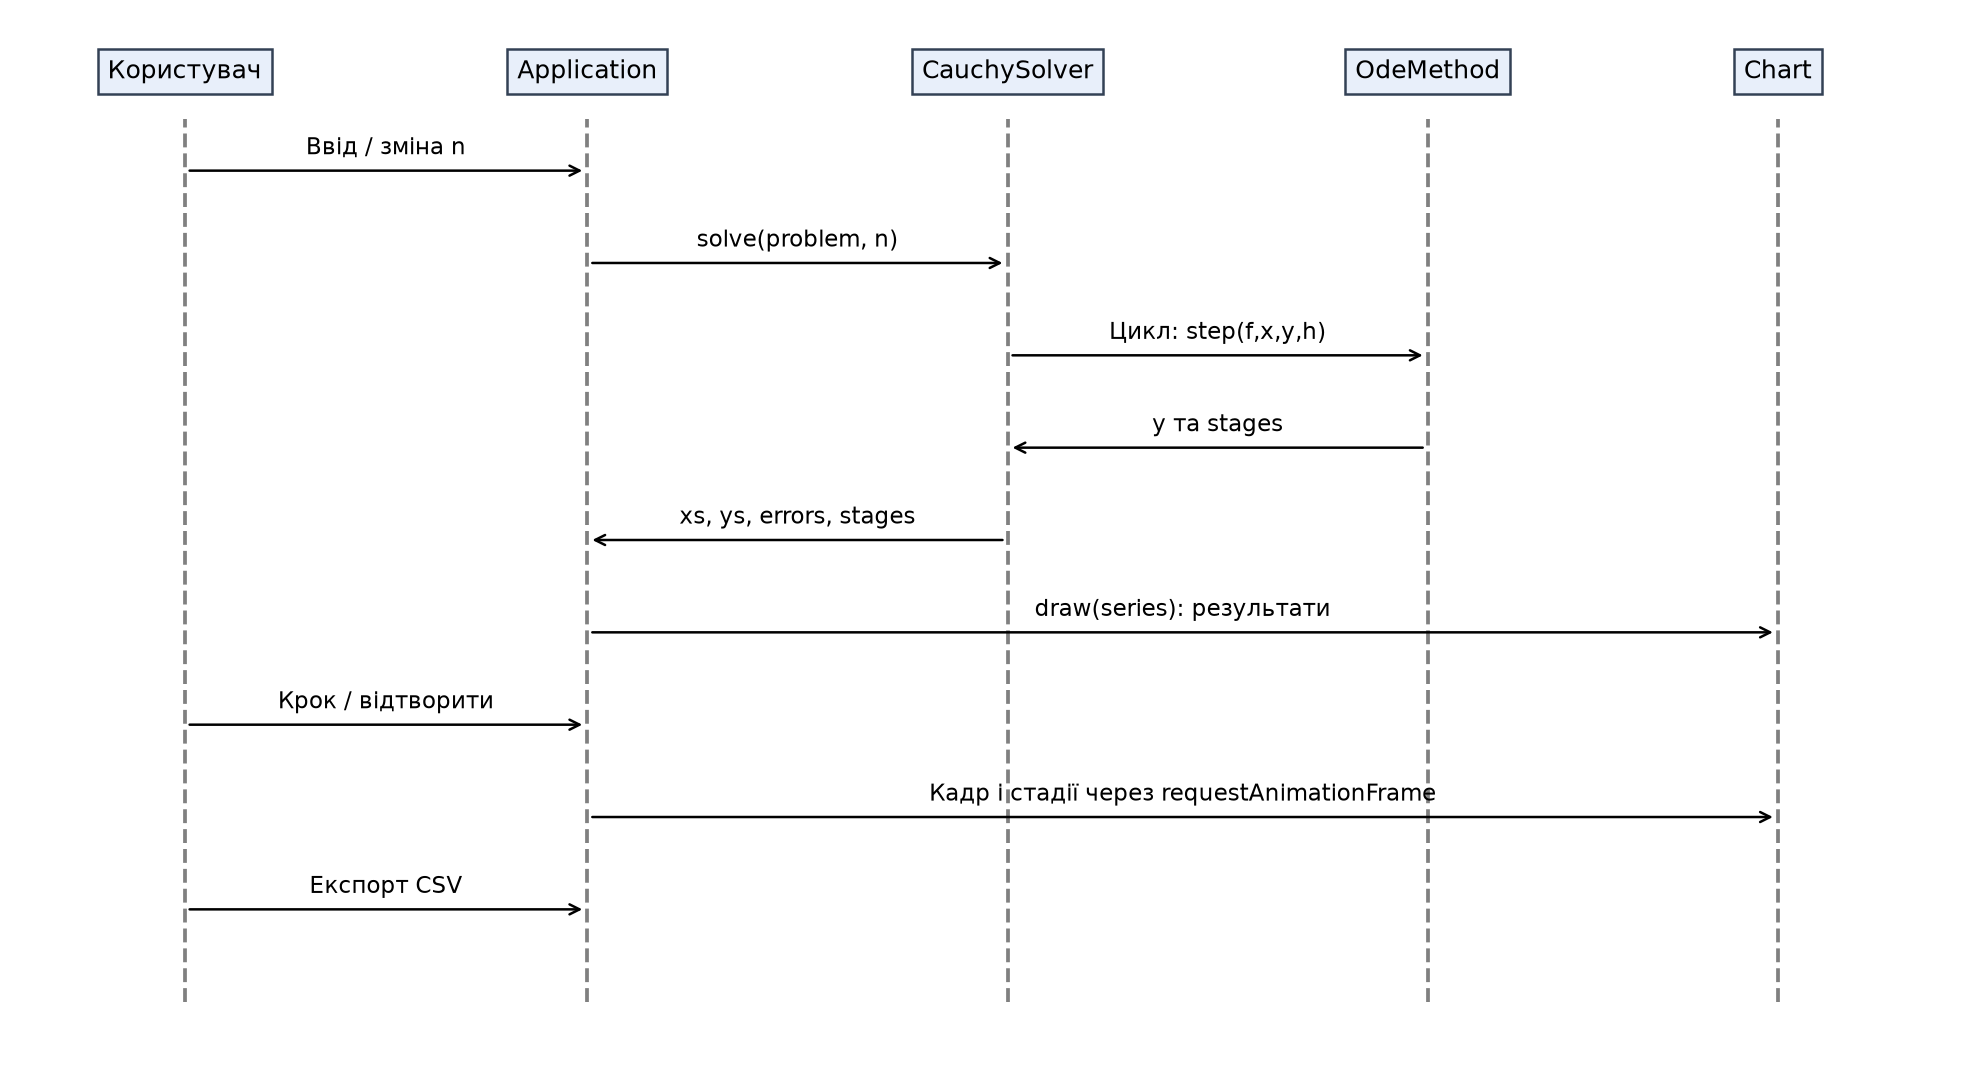 Користувач
Application
CauchySolver
OdeMethod
Chart
Ввід / зміна n
solve(problem, n)
Цикл: step(f,x,y,h)
y та stages
xs, ys, errors, stages
draw(series): результати
Крок / відтворити
Кадр і стадії через requestAnimationFrame
Експорт CSV